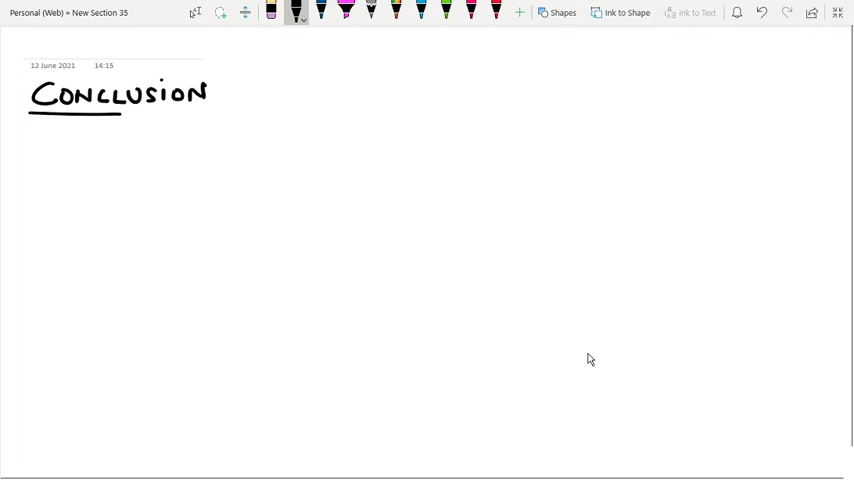 Personal (Web) » New Section 35
Shapes
Ink to Shape
Ink to Text
12 June 2021 14:15
CONCLUSION